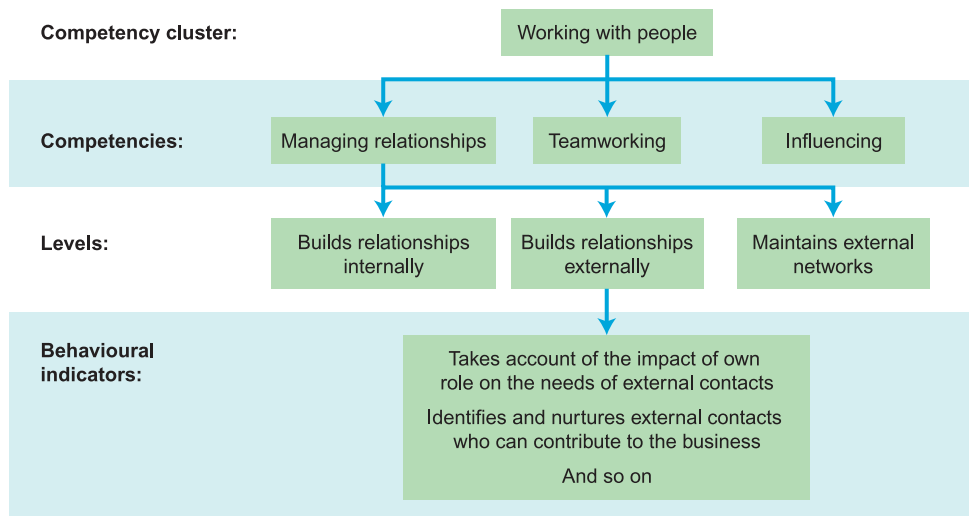 Competency cluster:
Working with people
Competencies:
Managing relationships
Teamworking
Influencing
Levels:
Builds relationships
internally
Builds relationships
externally
Maintains external
networks
Behavioural
indicators:
Takes account of the impact of own
role on the needs of external contacts
Identifies and nurtures external contacts
who can contribute to the business
And so on